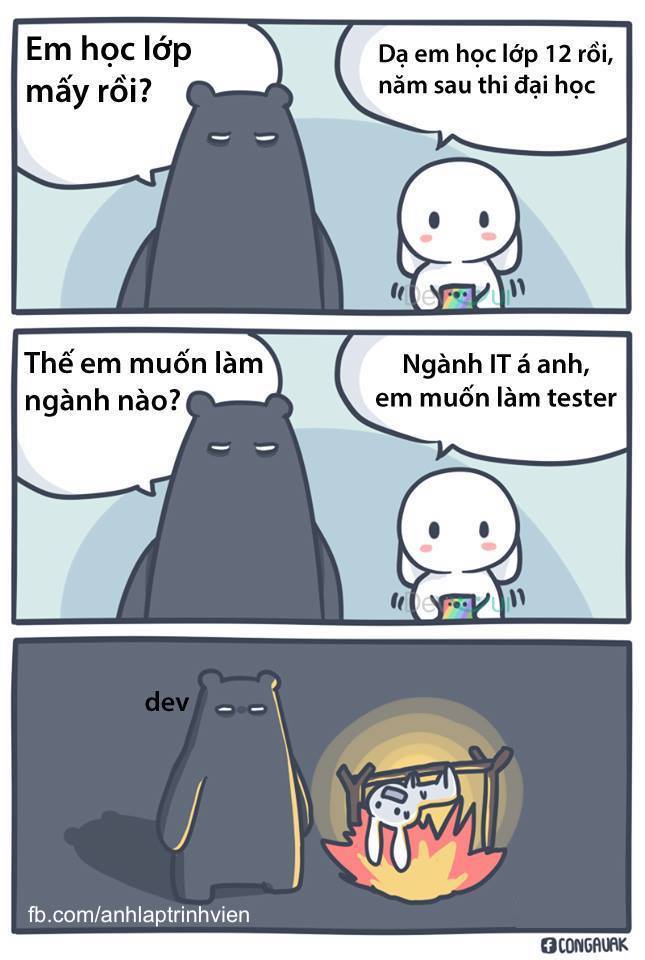 Em học lớp
mấy rồi?
Dạ em học lớp 12 rồi,
năm sau thi đại học
Thế em muốn làm
ngành nào?
Ngành IT á anh,
em muốn làm tester
dev
fb.com/anhlaptrinhvien
CONGAUAK